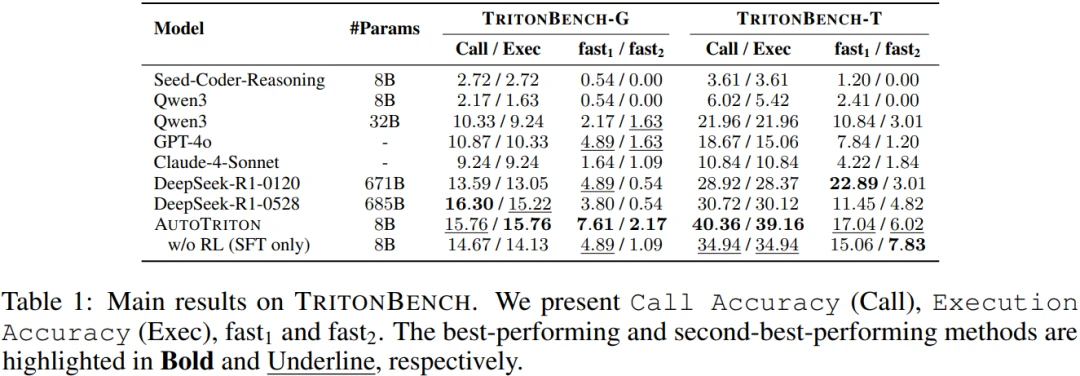 Model #Params TRITONBENCH-G TRITONBENCH-T
Call / Exec fast1 / fast2 Call / Exec fast1 / fast2
Seed-Coder-Reasoning 8B 2.72 / 2.72 0.54 / 0.00 3.61 / 3.61 1.20 / 0.00
Qwen3 8B 2.17 / 1.63 0.54 / 0.00 6.02 / 5.42 2.41 / 0.00
Qwen3 32B 10.33 / 9.24 2.17 / 1.63 21.96 / 21.96 10.84 / 3.01
GPT-4o - 10.87 / 10.33 4.89 / 1.63 18.67 / 15.06 7.84 / 1.20
Claude-4-Sonnet - 9.24 / 9.24 1.64 / 1.09 10.84 / 10.84 4.22 / 1.84
DeepSeek-R1-0120 671B 13.59 / 13.05 4.89 / 0.54 28.92 / 28.37 22.89 / 3.01
DeepSeek-R1-0528 685B 16.30 / 15.22 3.80 / 0.54 30.72 / 30.12 11.45 / 4.82
AUTOTRITON 8B 15.76 / 15.76 7.61 / 2.17 40.36 / 39.16 17.04 / 6.02
w/o RL (SFT only) 8B 14.67 / 14.13 4.89 / 1.09 34.94 / 34.94 15.06 / 7.83
Table 1: Main results on TRITONBENCH. We present Call Accuracy (Call), Execution
Accuracy (Exec), fast1 and fast2. The best-performing and second-best-performing methods are
highlighted in Bold and Underline, respectively.